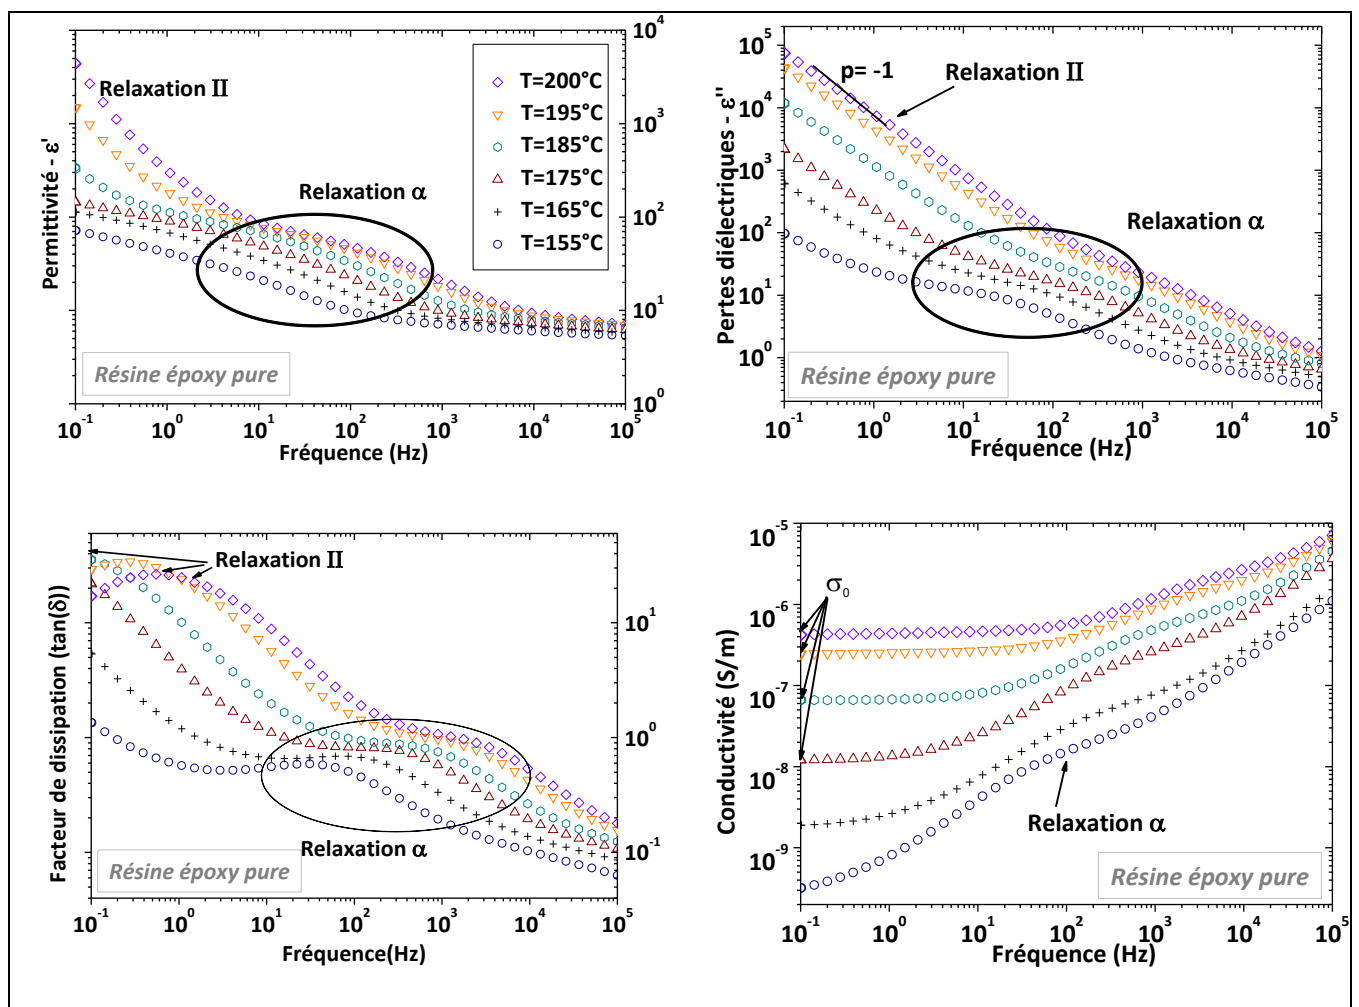 10⁴
10³
10²
10¹
10⁰
Permittivité - ε'
Relaxation II
Relaxation α
T=200°C
T=195°C
T=185°C
T=175°C
T=165°C
T=155°C
Résine époxy pure
10⁻¹ 10⁰ 10¹ 10² 10³ 10⁴ 10⁵
Fréquence (Hz)
10⁵
10⁴
10³
10²
10¹
10⁰
Pertes diélectriques - ε''
p= -1
Relaxation II
Relaxation α
Résine époxy pure
10⁻¹ 10⁰ 10¹ 10² 10³ 10⁴ 10⁵
Fréquence (Hz)
Facteur de dissipation (tan(δ))
Relaxation II
10¹
10⁰
10⁻¹
Relaxation α
Résine époxy pure
10⁻¹ 10⁰ 10¹ 10² 10³ 10⁴ 10⁵
Fréquence(Hz)
10⁻⁵
10⁻⁶
10⁻⁷
10⁻⁸
10⁻⁹
Conductivité (S/m)
σ₀
Relaxation α
Résine époxy pure
10⁻¹ 10⁰ 10¹ 10² 10³ 10⁴ 10⁵
Fréquence (Hz)